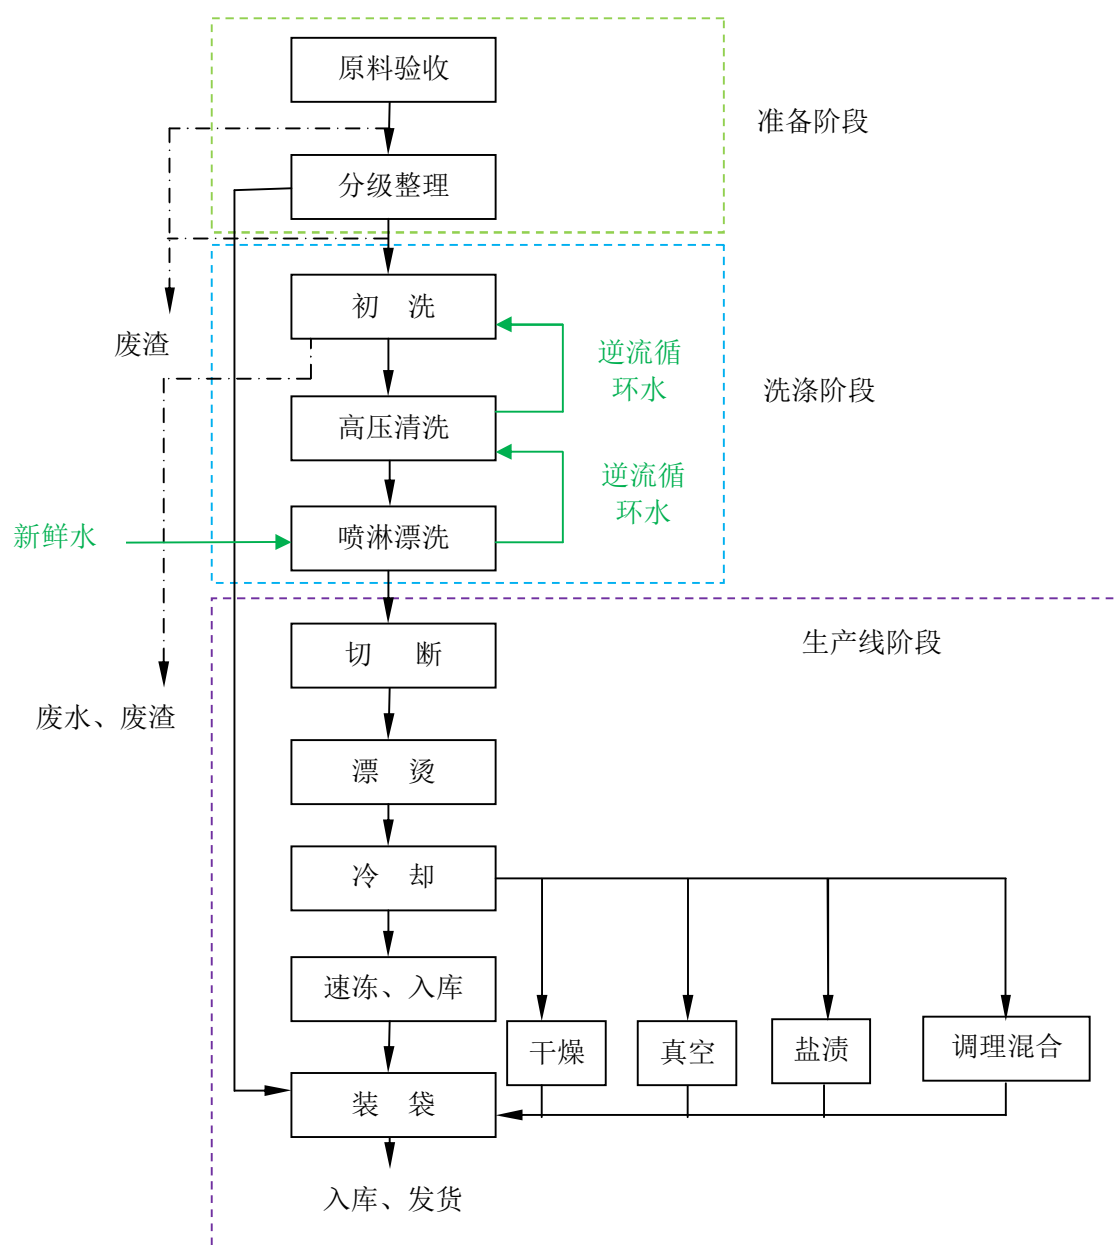 原料验收
准备阶段
分级整理
初 洗
废渣
逆流循
环水
洗涤阶段
高压清洗
逆流循
环水
新鲜水
喷淋漂洗
切 断
生产线阶段
废水、废渣
漂 烫
冷 却
速冻、入库
干燥
真空
盐渍
调理混合
装 袋
入库、发货